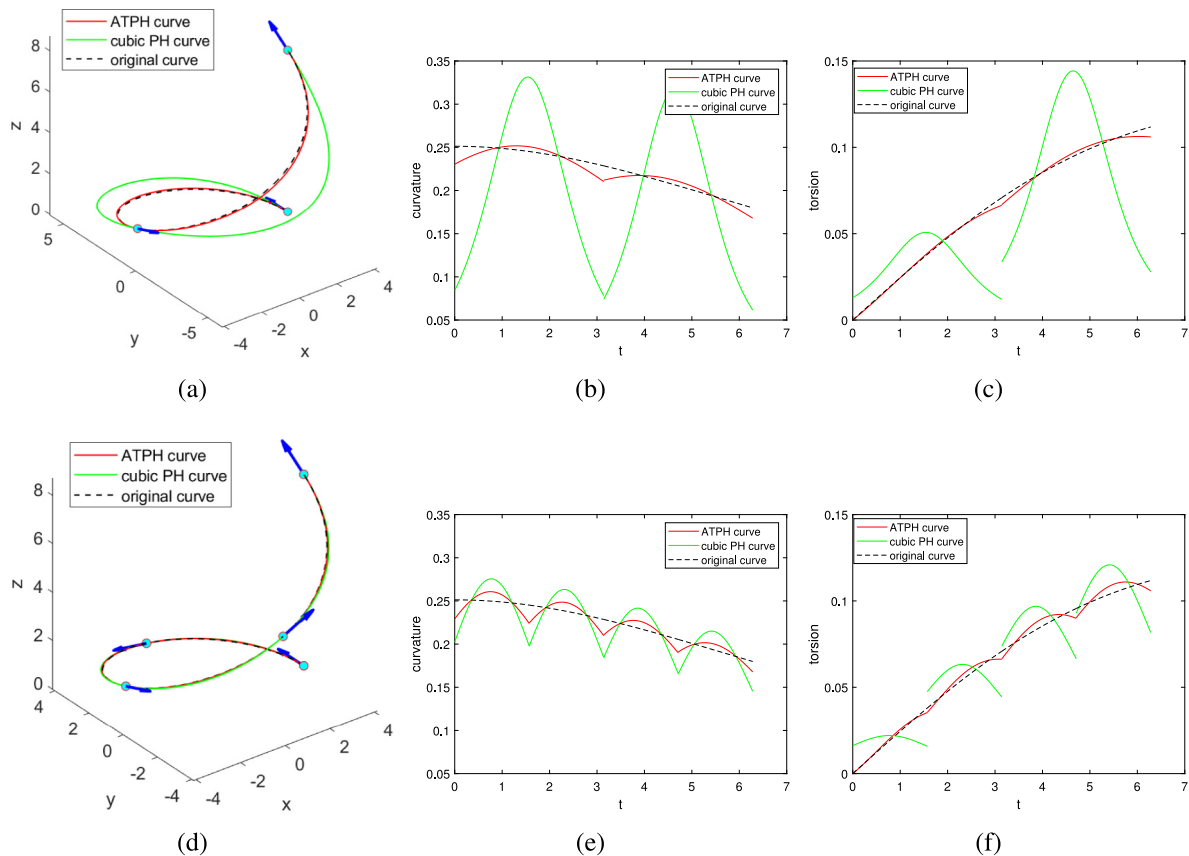 ATPH curve
cubic PH curve
original curve
8
6
4
2
0
z
5
0
-5
y
-4
-2
0
2
4
x
(a)
0.35
0.3
0.25
0.2
0.15
0.1
0.05
curvature
ATPH curve
cubic PH curve
original curve
0 1 2 3 4 5 6 7
t
(b)
0.15
0.1
0.05
0
torsion
ATPH curve
cubic PH curve
original curve
0 1 2 3 4 5 6 7
t
(c)
ATPH curve
cubic PH curve
original curve
8
6
4
2
0
z
4
2
0
-2
-4
y
-4
-2
0
2
4
x
(d)
0.35
0.3
0.25
0.2
0.15
0.1
0.05
curvature
ATPH curve
cubic PH curve
original curve
0 1 2 3 4 5 6 7
t
(e)
0.15
0.1
0.05
0
torsion
ATPH curve
cubic PH curve
original curve
0 1 2 3 4 5 6 7
t
(f)